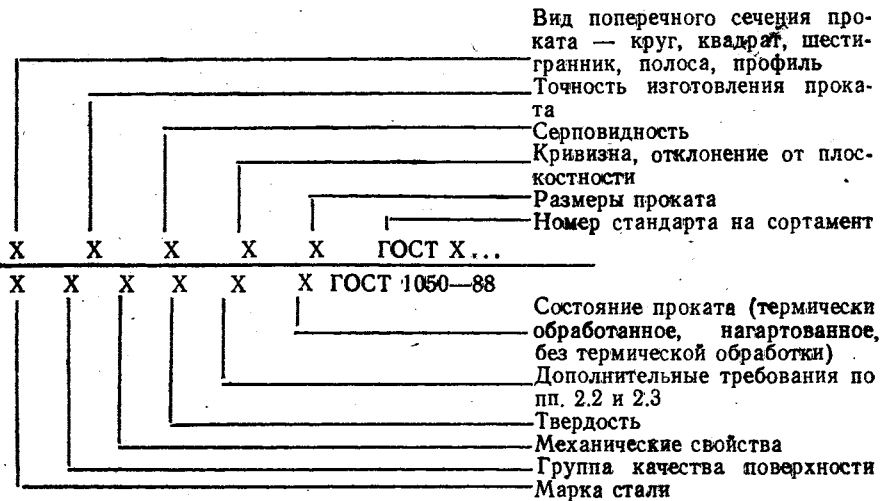 Вид поперечного сечения про-
ката — круг, квадрат, шести-
гранник, полоса, профиль
Точность изготовления прока-
та
Серповидность
Кривизна, отклонение от плос-
костности
Размеры проката
Номер стандарта на сортамент
X X X X X ГОСТ X...
X X X X X X ГОСТ 1050—88
Состояние проката (термически
обработанное, нагартованное,
без термической обработки)
Дополнительные требования по
пп. 2.2 и 2.3
Твердость
Механические свойства
Группа качества поверхности
Марка стали